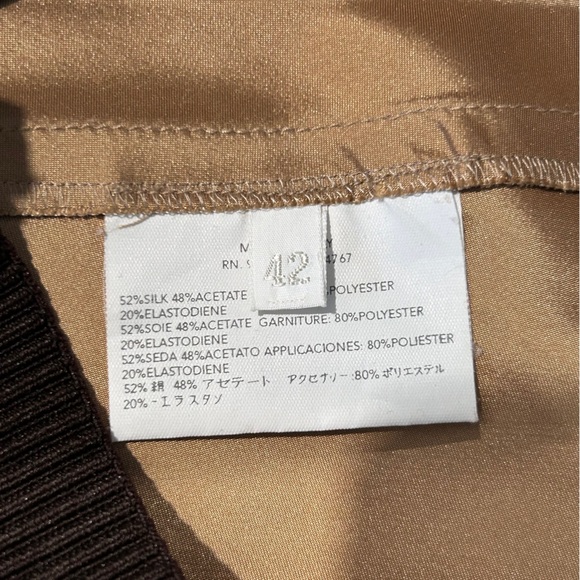 42
RN.
52%SILK 48%ACETATE %POLYESTER
20%ELASTODIENE
52%SOIE 48%ACETATE GARNITURE: 80%POLYESTER
20%ELASTODIENE
52%SEDA 48%ACETATO APPLICACIONES: 80%POLIESTER
20%ELASTODIENE
52% 絹 48% アセテート アクセサリー:80%ポリエステル
20%-エラスタン